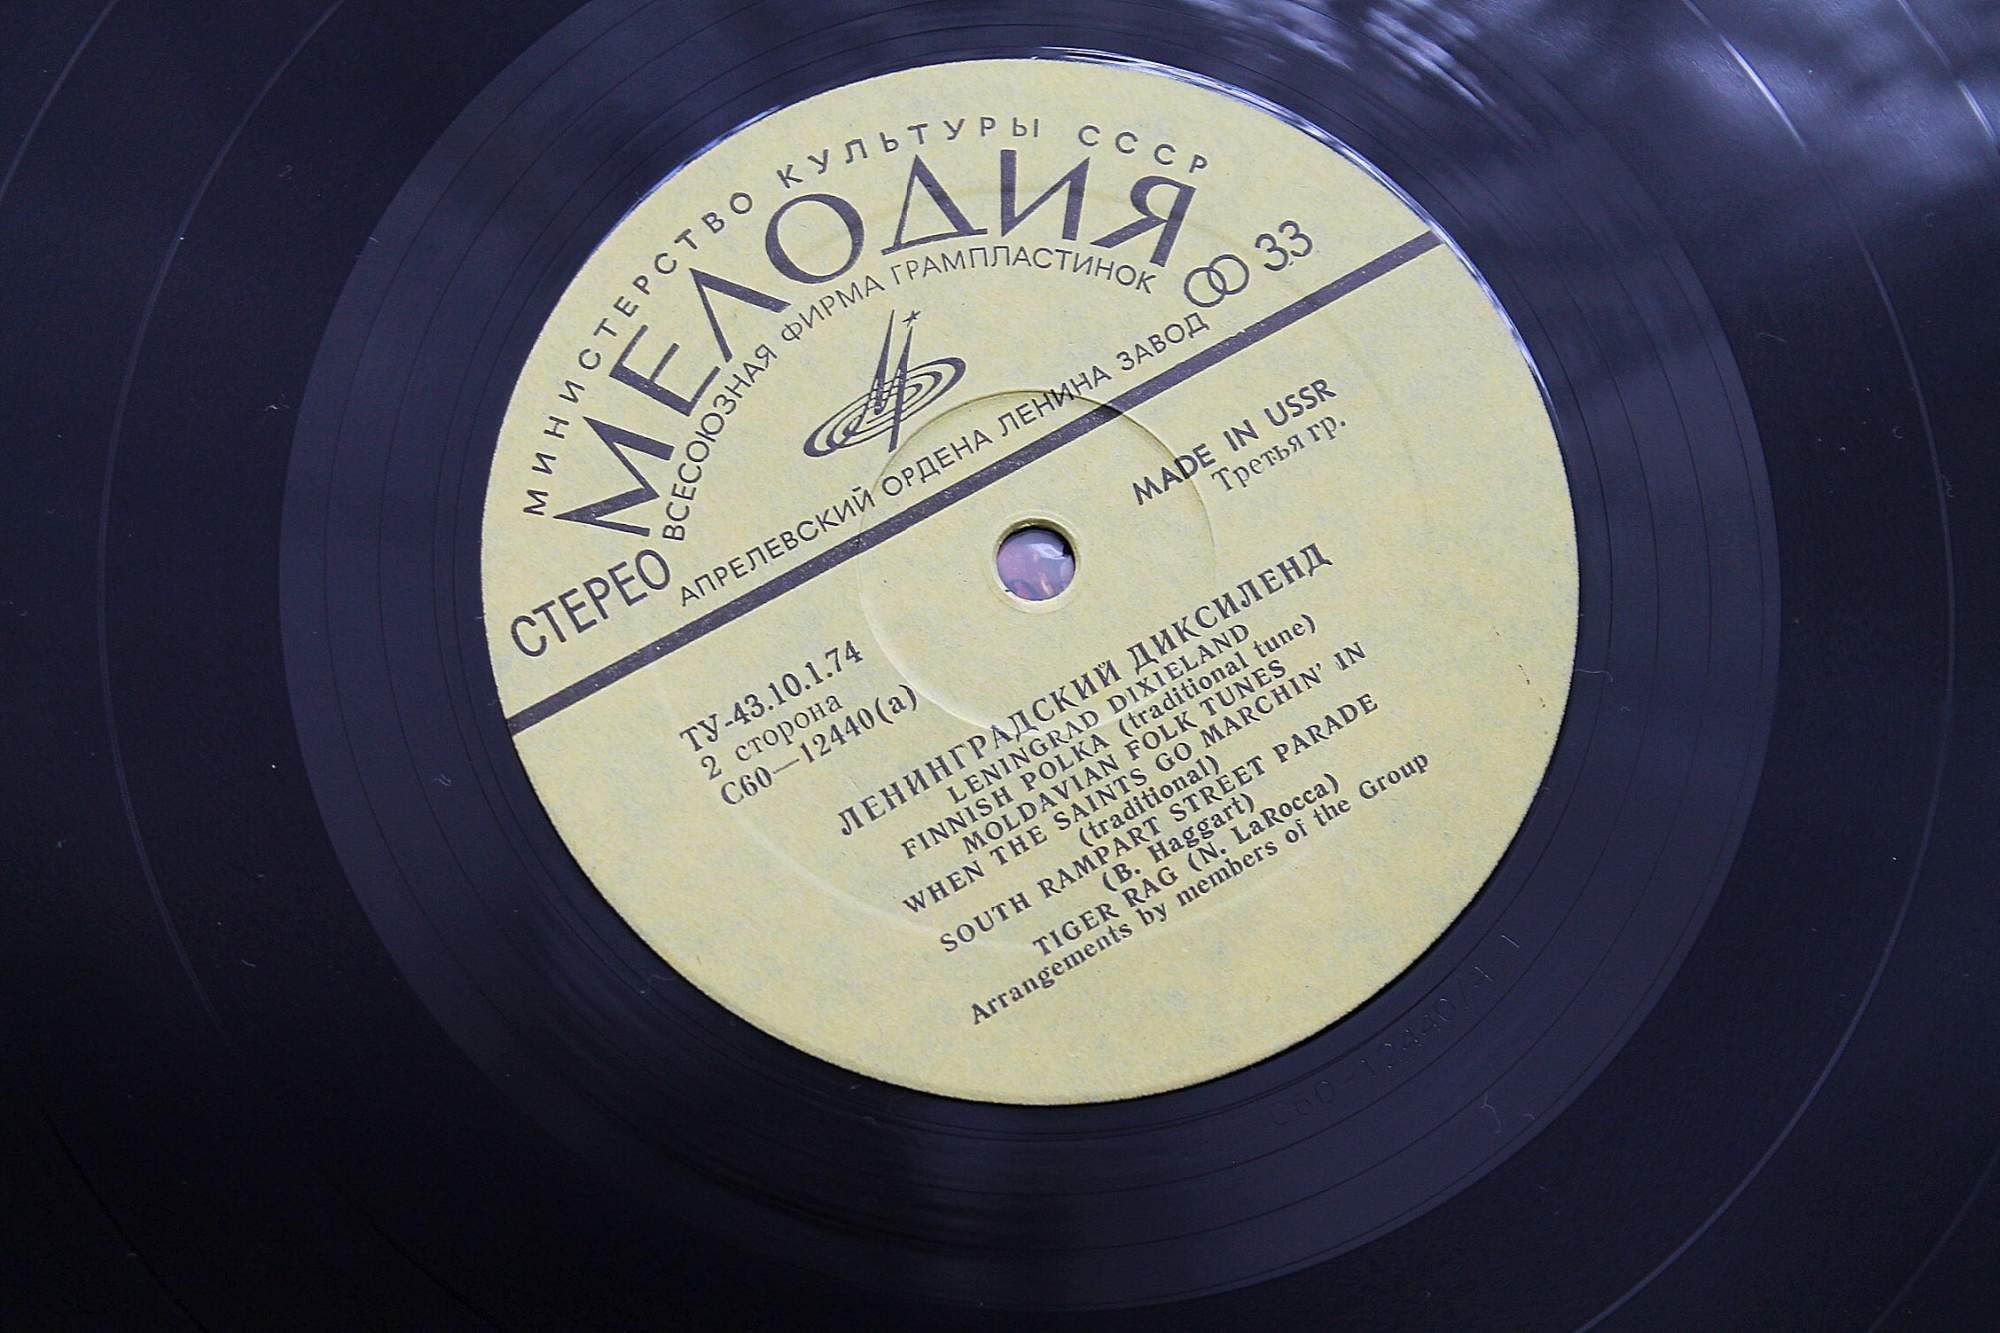 МИНИСТЕРСТВО КУЛЬТУРЫ СССР
МЕЛОДИЯ
ВСЕСОЮЗНАЯ ФИРМА ГРАМПЛАСТИНОК
33
СТЕРЕО
АПРЕЛЕВСКИЙ ОРДЕНА ЛЕНИНА ЗАВОД
MADE IN USSR
Третья гр.
ТУ-43.10.1.74
2 сторона
С60—12440(а)
ЛЕНИНГРАДСКИЙ ДИКСИЛЕНД
LENINGRAD DIXIELAND
FINNISH POLKA (traditional tune)
MOLDAVIAN FOLK TUNES
WHEN THE SAINTS GO MARCHIN' IN
(traditional)
SOUTH RAMPART STREET PARADE
(B. Haggart)
TIGER RAG (N. LaRocca)
Arrangements by members of the Group